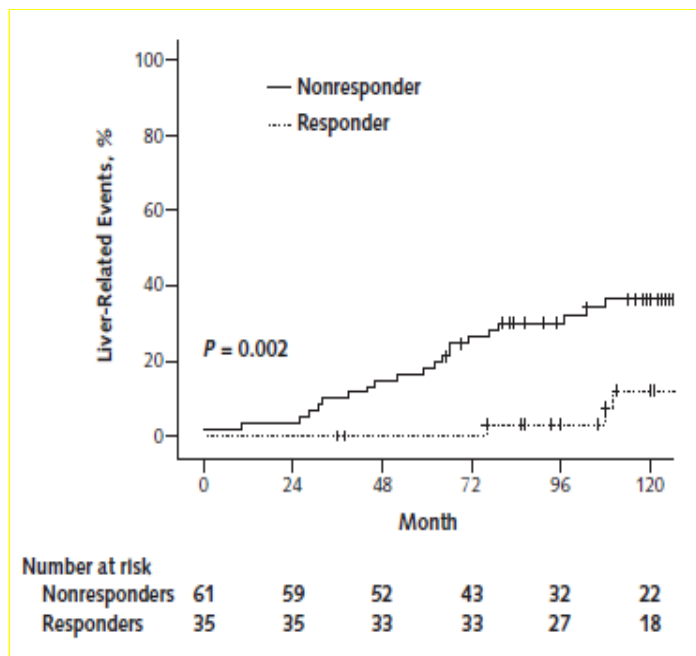 100
80
60
40
20
0
Liver-Related Events, %
Nonresponder
Responder
P = 0.002
0 24 48 72 96 120
Month
Number at risk
Nonresponders 61 59 52 43 32 22
Responders 35 35 33 33 27 18